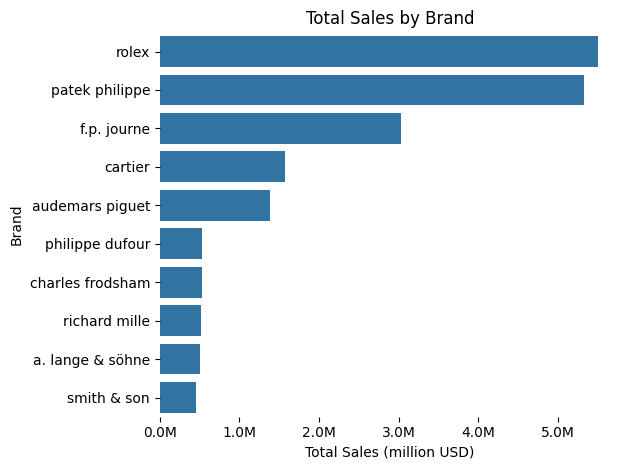 Total Sales by Brand
Brand
rolex
patek philippe
f.p. journe
cartier
audemars piguet
philippe dufour
charles frodsham
richard mille
a. lange & söhne
smith & son
0.0M 1.0M 2.0M 3.0M 4.0M 5.0M
Total Sales (million USD)